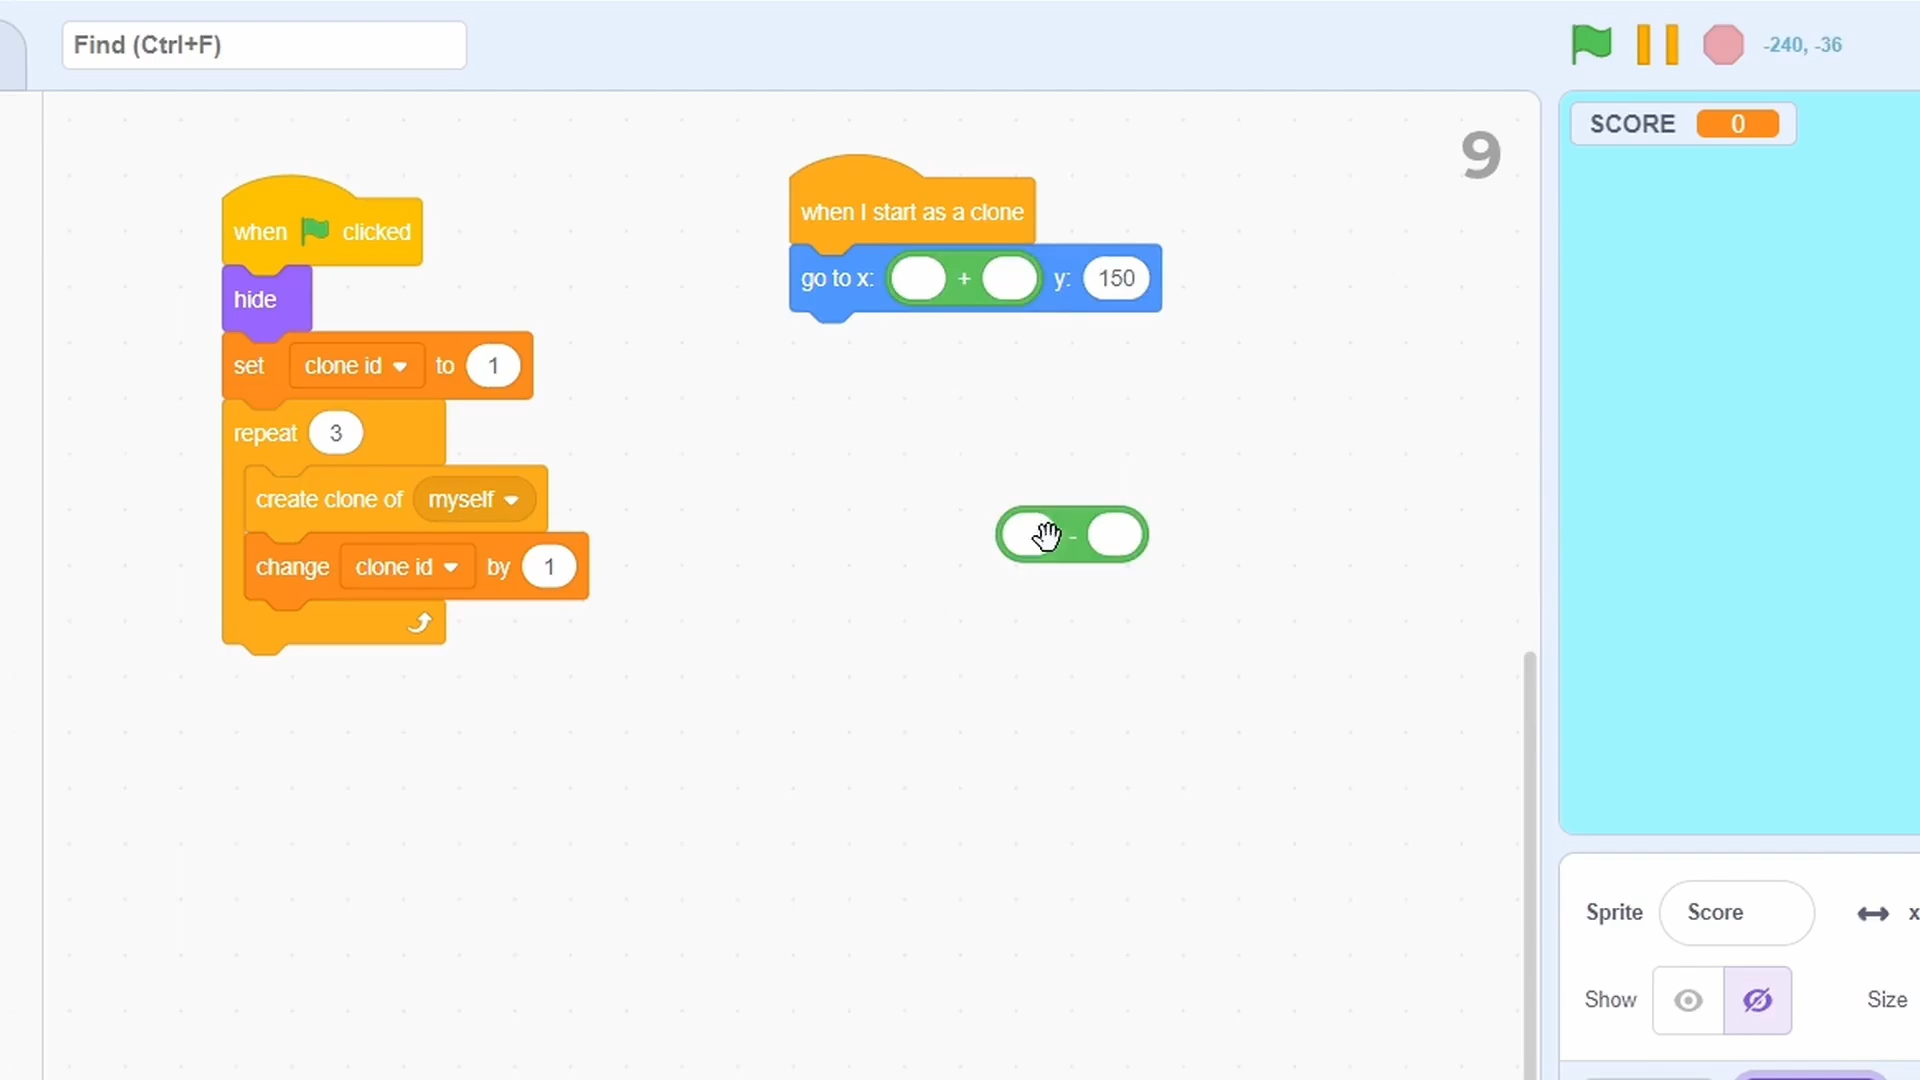 Find (Ctrl+F)
-240, -36
SCORE 0
9
when clicked
hide
set clone id to 1
repeat 3
create clone of myself
change clone id by 1
when I start as a clone
go to x: + y: 150
-
Sprite Score x
Show Size